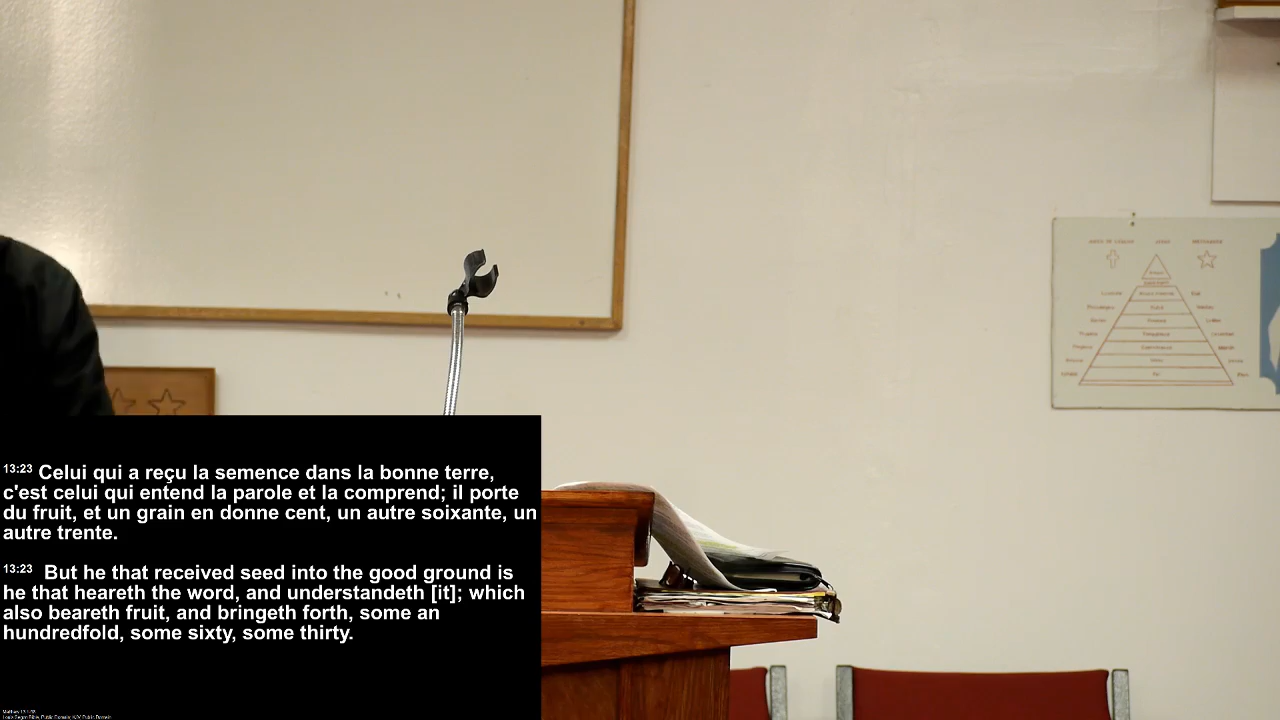 13:23 Celui qui a reçu la semence dans la bonne terre,
c'est celui qui entend la parole et la comprend; il porte
du fruit, et un grain en donne cent, un autre soixante, un
autre trente.
13:23 But he that received seed into the good ground is
he that heareth the word, and understandeth [it]; which
also beareth fruit, and bringeth forth, some an
hundredfold, some sixty, some thirty.